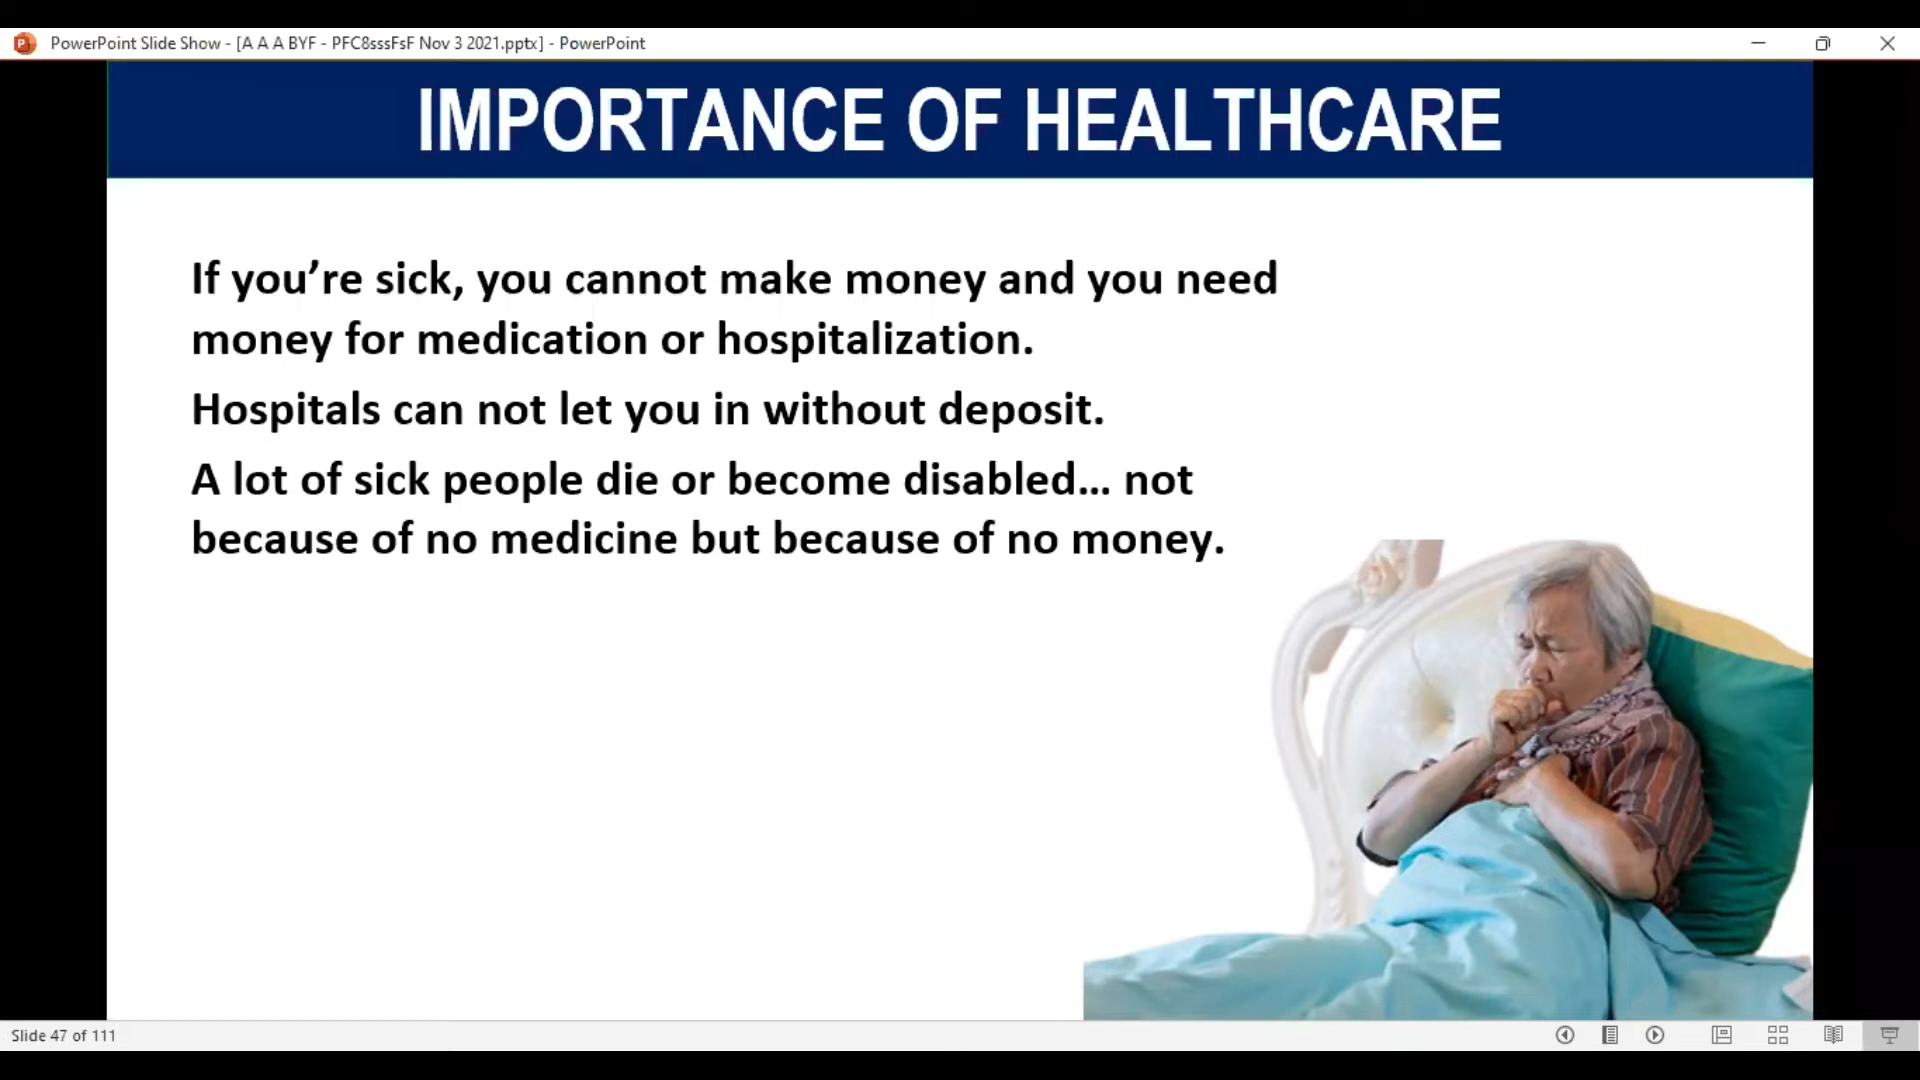 PowerPoint Slide Show - [A A A BYF - PFC8sssFsF Nov 3 2021.pptx] - PowerPoint
IMPORTANCE OF HEALTHCARE
If you’re sick, you cannot make money and you need
money for medication or hospitalization.
Hospitals can not let you in without deposit.
A lot of sick people die or become disabled... not
because of no medicine but because of no money.
Slide 47 of 111